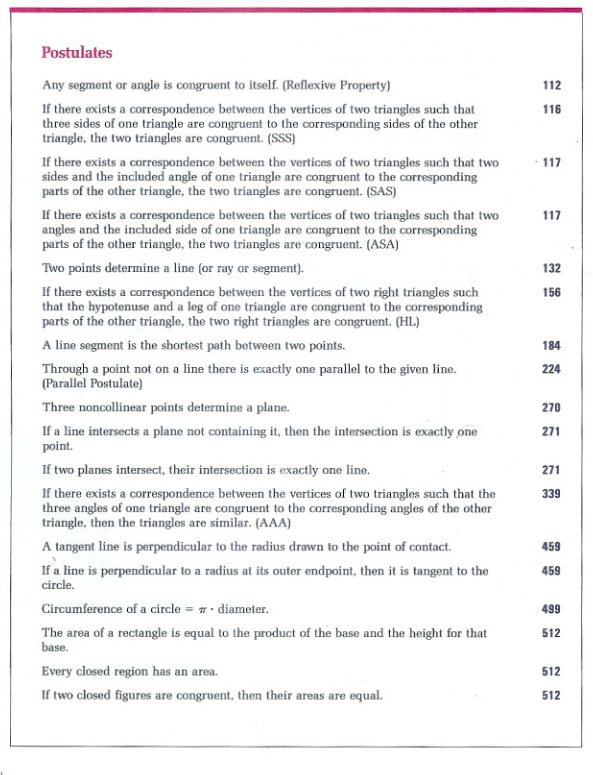 Postulates
Any segment or angle is congruent to itself. (Reflexive Property) 112
If there exists a correspondence between the vertices of two triangles such that 116
three sides of one triangle are congruent to the corresponding sides of the other
triangle, the two triangles are congruent. (SSS)
If there exists a correspondence between the vertices of two triangles such that two 117
sides and the included angle of one triangle are congruent to the corresponding
parts of the other triangle, the two triangles are congruent. (SAS)
If there exists a correspondence between the vertices of two triangles such that two 117
angles and the included side of one triangle are congruent to the corresponding
parts of the other triangle, the two triangles are congruent. (ASA)
Two points determine a line (or ray or segment). 132
If there exists a correspondence between the vertices of two right triangles such 156
that the hypotenuse and a leg of one triangle are congruent to the corresponding
parts of the other triangle, the two right triangles are congruent. (HL)
A line segment is the shortest path between two points. 184
Through a point not on a line there is exactly one parallel to the given line. 224
(Parallel Postulate)
Three noncollinear points determine a plane. 270
If a line intersects a plane not containing it, then the intersection is exactly one 271
point.
If two planes intersect, their intersection is exactly one line. 271
If there exists a correspondence between the vertices of two triangles such that the 339
three angles of one triangle are congruent to the corresponding angles of the other
triangle, then the triangles are similar. (AAA)
A tangent line is perpendicular to the radius drawn to the point of contact. 459
If a line is perpendicular to a radius at its outer endpoint, then it is tangent to the 459
circle.
Circumference of a circle = π · diameter. 499
The area of a rectangle is equal to the product of the base and the height for that 512
base.
Every closed region has an area. 512
If two closed figures are congruent, then their areas are equal. 512